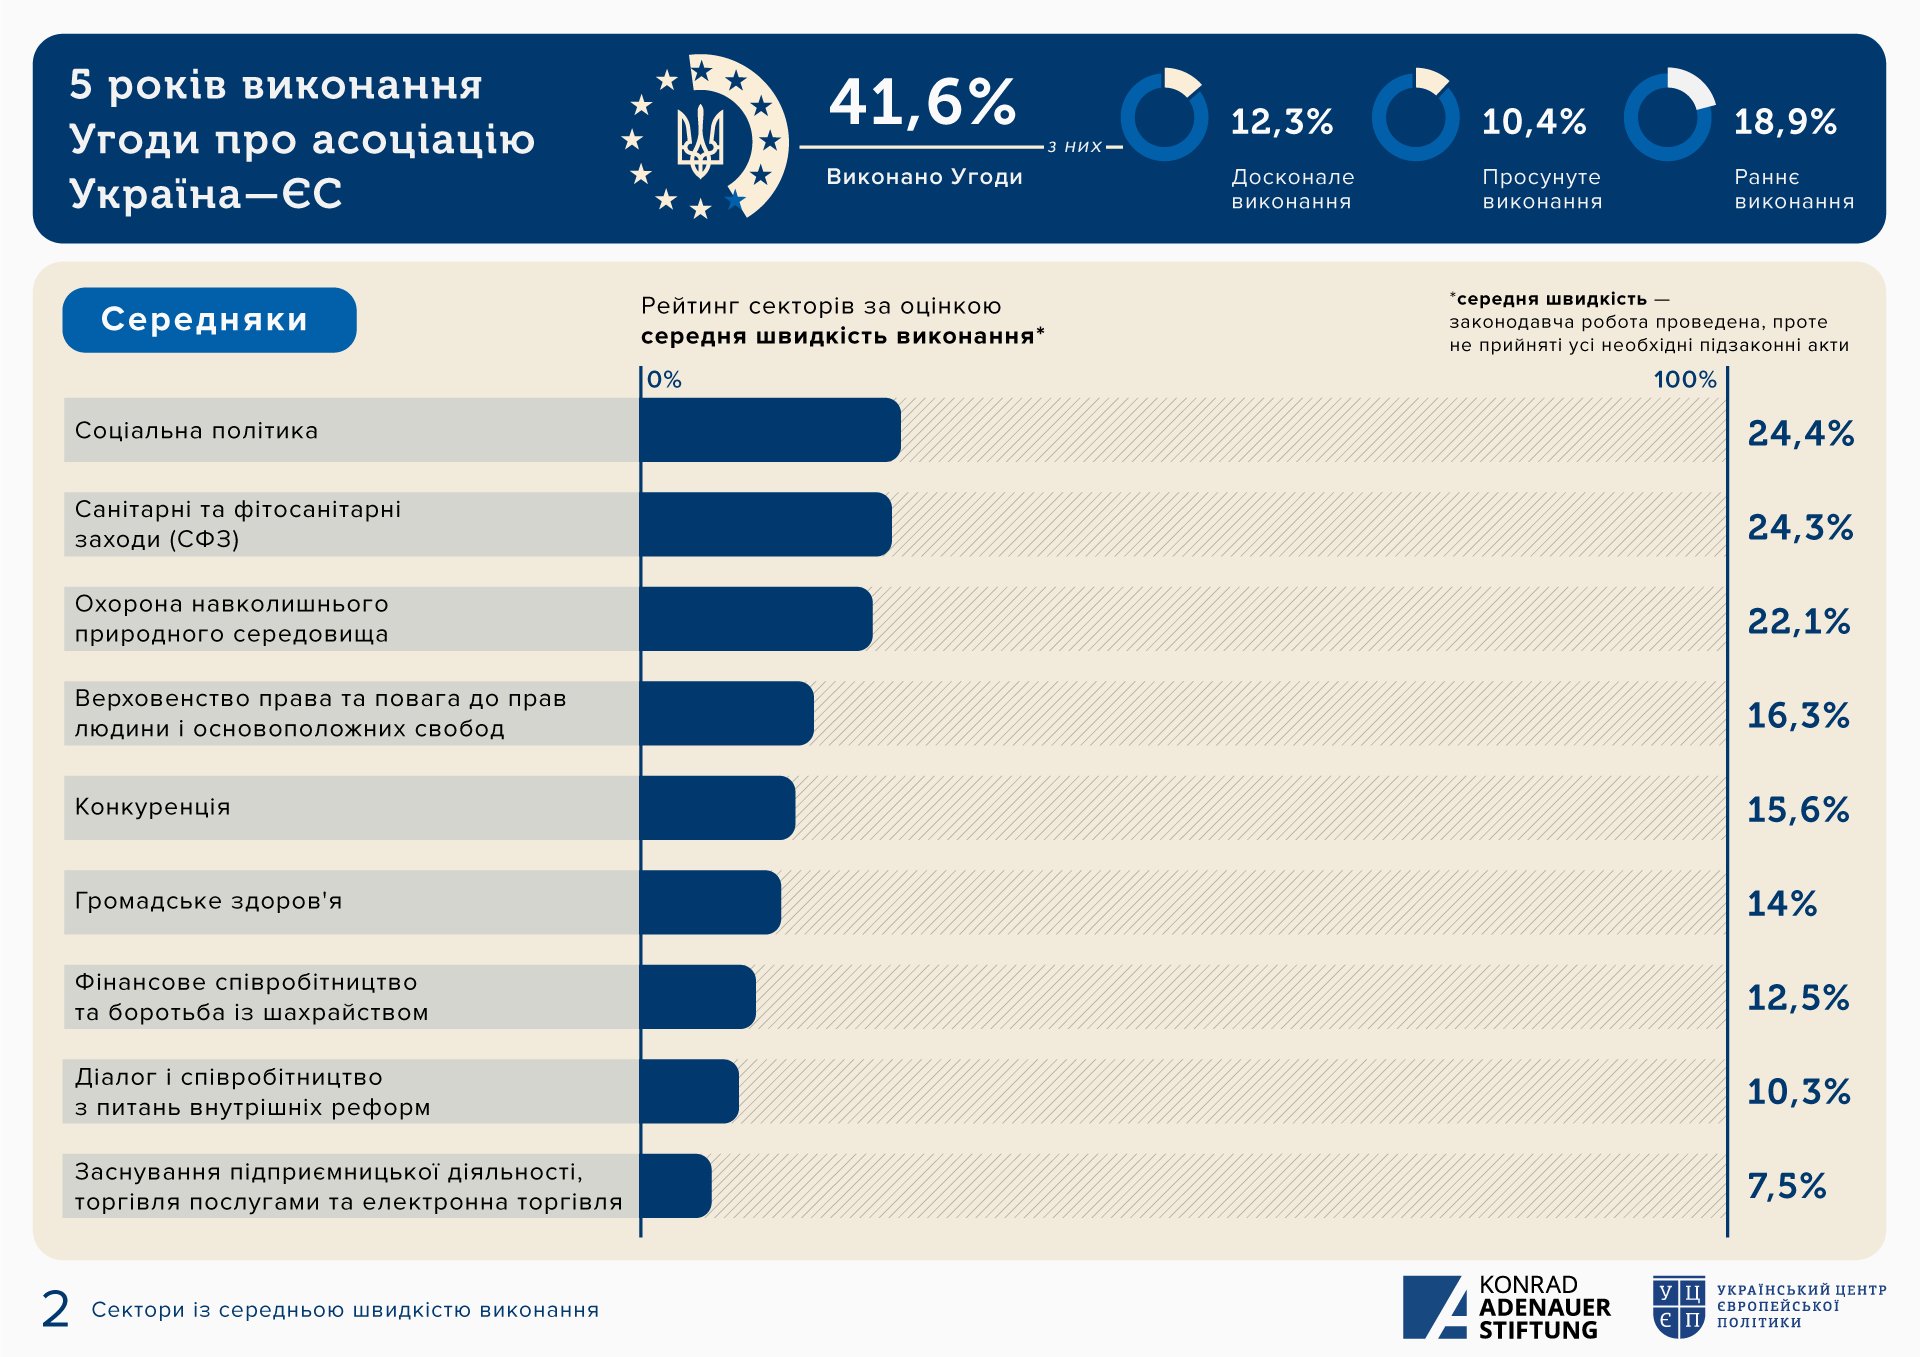 5 років виконання
Угоди про асоціацію
Україна—ЄС
41,6%
Виконано Угоди
з них
12,3%
Досконале
виконання
10,4%
Просунуте
виконання
18,9%
Раннє
виконання
Середняки
Рейтинг секторів за оцінкою
середня швидкість виконання*
*середня швидкість —
законодавча робота проведена, проте
не прийняті усі необхідні підзаконні акти
0%
100%
Соціальна політика
24,4%
Санітарні та фітосанітарні
заходи (СФЗ)
24,3%
Охорона навколишнього
природного середовища
22,1%
Верховенство права та повага до прав
людини і основоположних свобод
16,3%
Конкуренція
15,6%
Громадське здоров'я
14%
Фінансове співробітництво
та боротьба із шахрайством
12,5%
Діалог і співробітництво
з питань внутрішніх реформ
10,3%
Заснування підприємницької діяльності,
торгівля послугами та електронна торгівля
7,5%
2 Сектори із середньою швидкістю виконання
KONRAD
ADENAUER
STIFTUNG
УЦ
ЄП
УКРАЇНСЬКИЙ ЦЕНТР
ЄВРОПЕЙСЬКОЇ
ПОЛІТИКИ